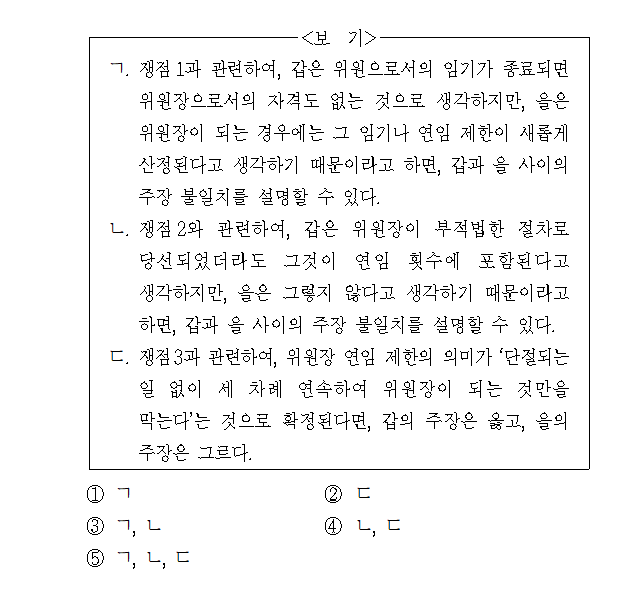 <보 기>
ㄱ. 쟁점1과 관련하여, 갑은 위원으로서의 임기가 종료되면
위원장으로서의 자격도 없는 것으로 생각하지만, 을은
위원장이 되는 경우에는 그 임기나 연임 제한이 새롭게
산정된다고 생각하기 때문이라고 하면, 갑과 을 사이의
주장 불일치를 설명할 수 있다.
ㄴ. 쟁점2와 관련하여, 갑은 위원장이 부적법한 절차로
당선되었더라도 그것이 연임 횟수에 포함된다고
생각하지만, 을은 그렇지 않다고 생각하기 때문이라고
하면, 갑과 을 사이의 주장 불일치를 설명할 수 있다.
ㄷ. 쟁점3과 관련하여, 위원장 연임 제한의 의미가 ‘단절되는
일 없이 세 차례 연속하여 위원장이 되는 것만을
막는다’는 것으로 확정된다면, 갑의 주장은 옳고, 을의
주장은 그르다.
① ㄱ ② ㄷ
③ ㄱ, ㄴ ④ ㄴ, ㄷ
⑤ ㄱ, ㄴ, ㄷ